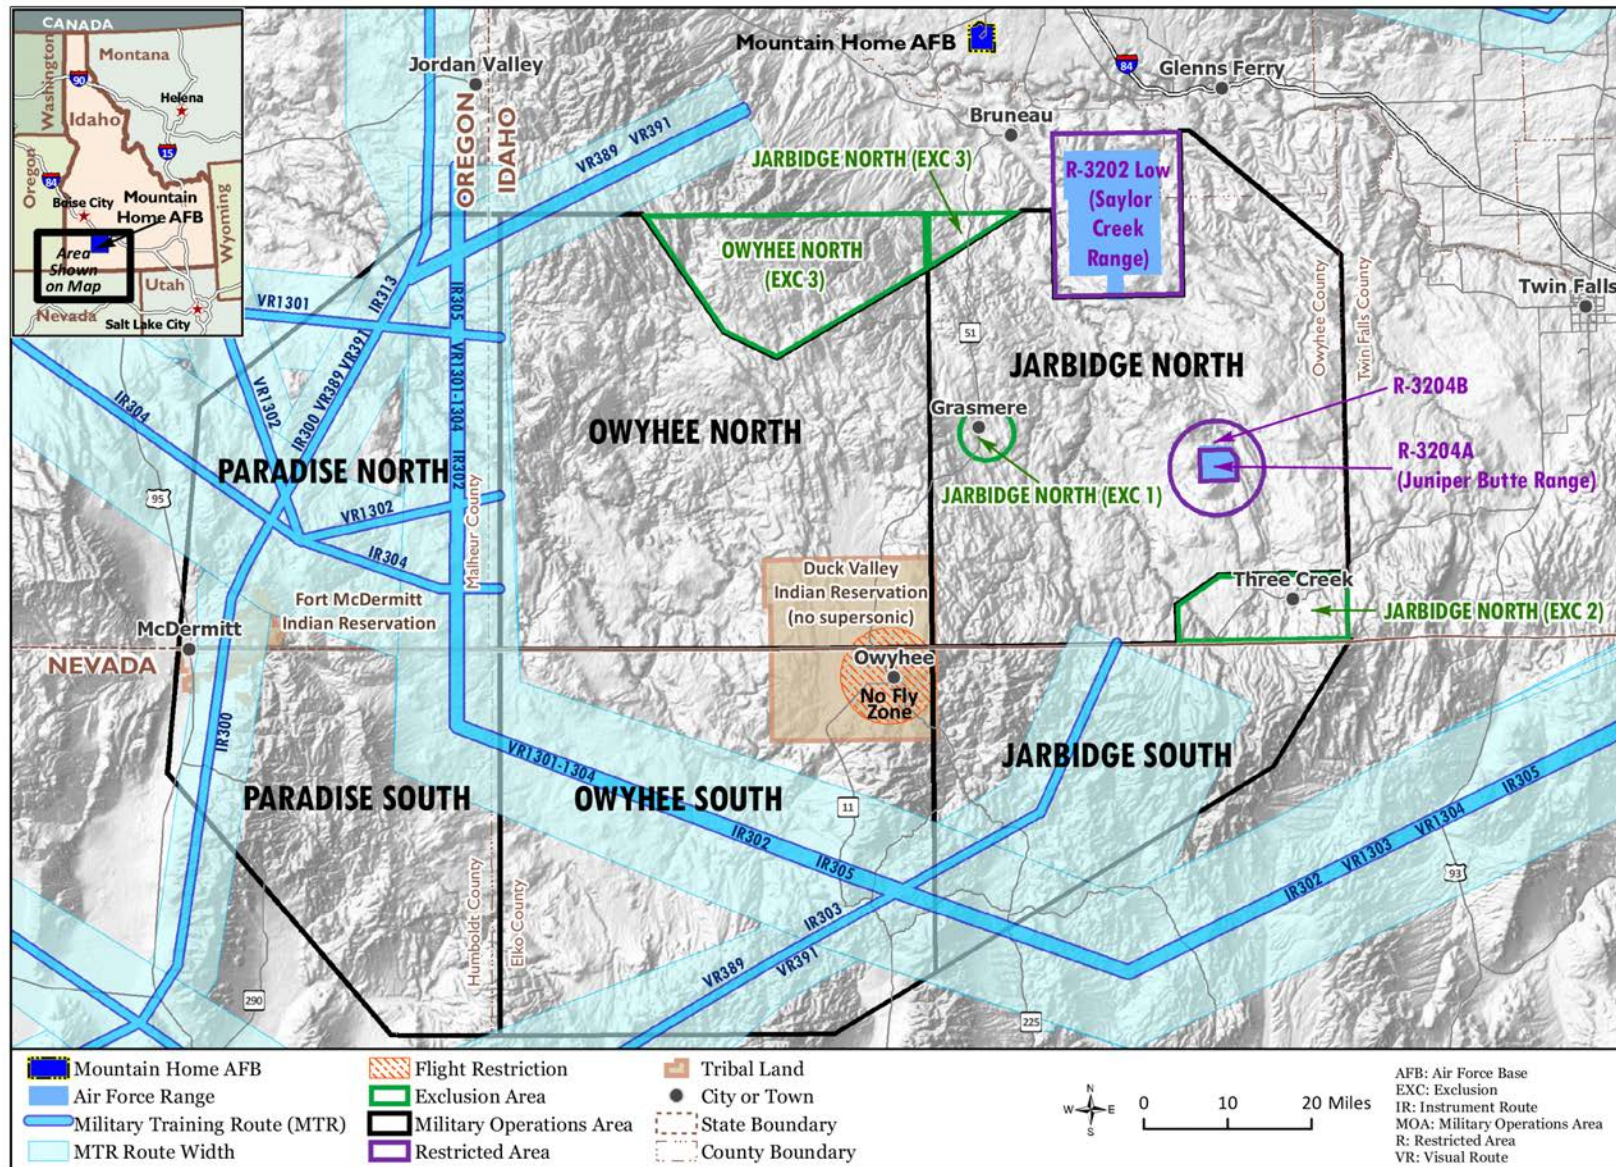 CANADA
Washington
Montana
90
Helena
Idaho
15
Oregon
84
Mountain
Home AFB
Boise City
Wyoming
Area
Shown
on Map
Utah
Nevada
Salt Lake City
Mountain Home AFB
84
Glenns Ferry
Jordan Valley
OREGON
IDAHO
Bruneau
VR389 VR391
JARBIDGE NORTH (EXC 3)
R-3202 Low
(Saylor
Creek
Range)
OWYHEE NORTH
(EXC 3)
IR313
IR305
VR1301
Twin Falls
Owyhee County
Twin Falls County
51
VR1301-1304
IR300 VR389 VR391
VR1302
IR304
JARBIDGE NORTH
R-3204B
Grasmere
OWYHEE NORTH
IR302
PARADISE NORTH
R-3204A
(Juniper Butte Range)
JARBIDGE NORTH (EXC 1)
95
VR1302
Malheur County
IR304
Duck Valley
Indian Reservation
(no supersonic)
Three Creek
JARBIDGE NORTH (EXC 2)
Fort McDermitt
Indian Reservation
McDermitt
NEVADA
Owyhee
No Fly
Zone
IR300
VR1301-1304
JARBIDGE SOUTH
PARADISE SOUTH
OWYHEE SOUTH
11
IR305
VR1304
VR1303
IR302
IR302
IR305
93
Humboldt County
Elko County
IR303
VR389
VR391
290
225
Mountain Home AFB
Air Force Range
Military Training Route (MTR)
MTR Route Width
Flight Restriction
Exclusion Area
Military Operations Area
Restricted Area
Tribal Land
City or Town
State Boundary
County Boundary
N
W E
S
0 10 20 Miles
AFB: Air Force Base
EXC: Exclusion
IR: Instrument Route
MOA: Military Operations Area
R: Restricted Area
VR: Visual Route